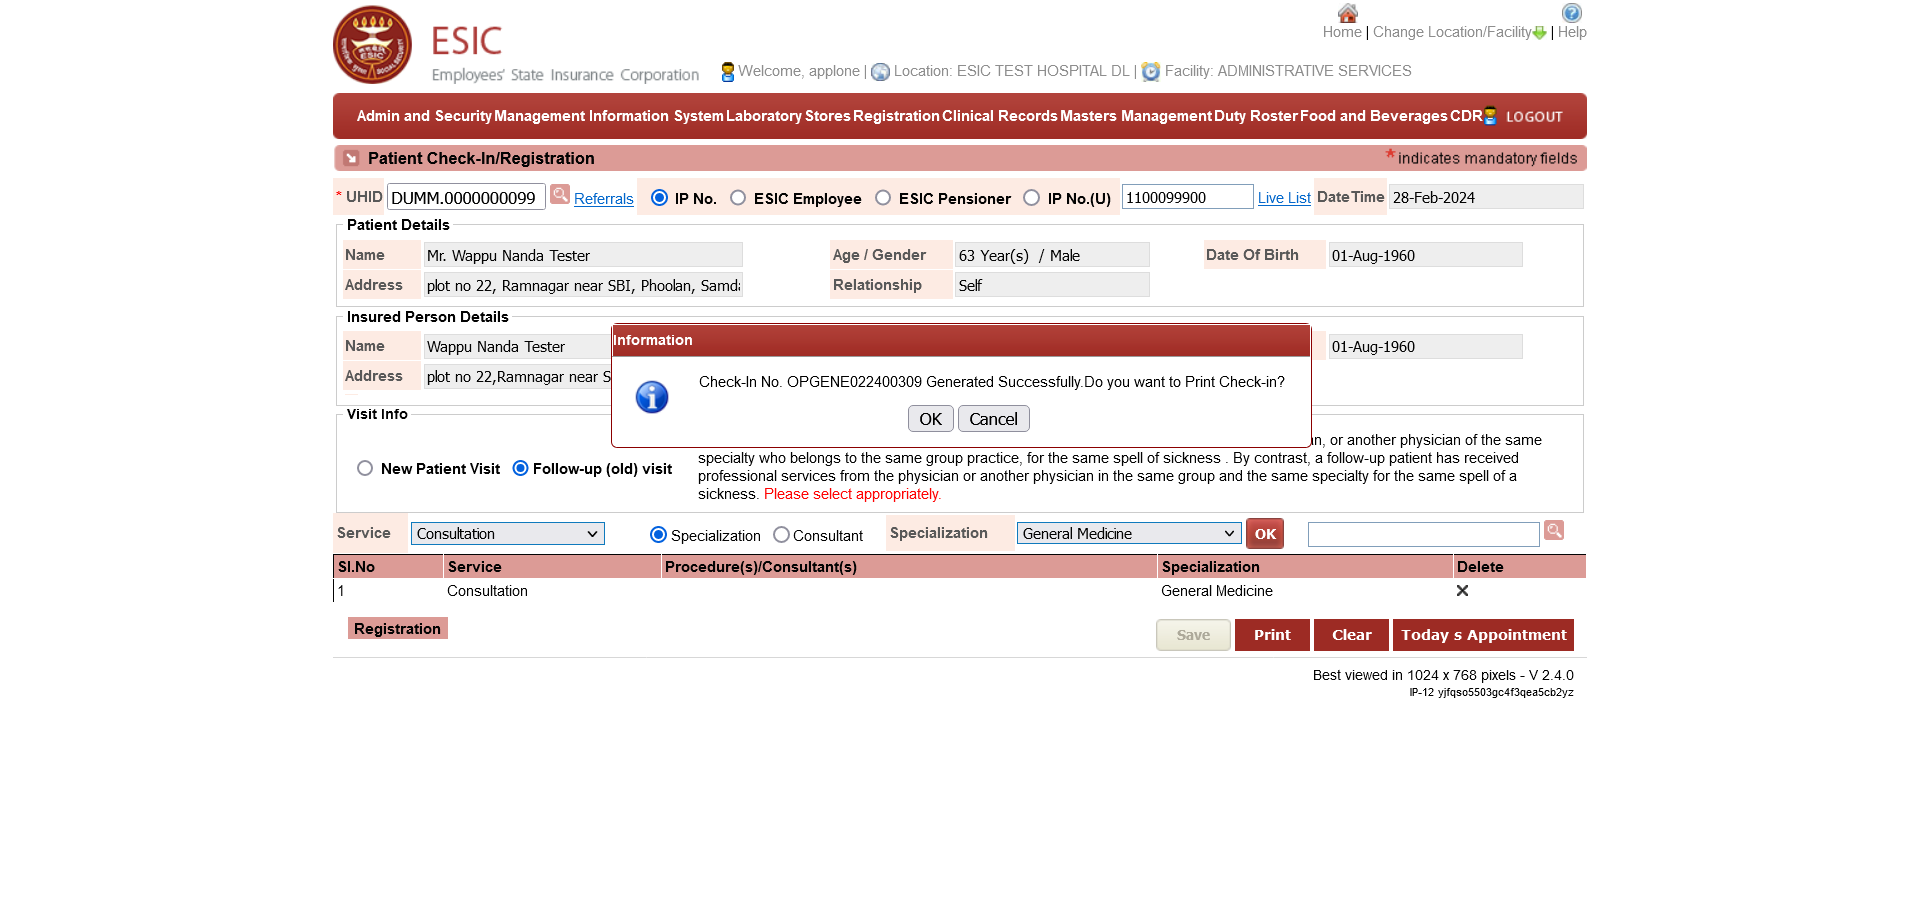 Home | Change Location/Facility | Help
ESIC
Employees' State Insurance Corporation
Welcome, applone | Location: ESIC TEST HOSPITAL DL | Facility: ADMINISTRATIVE SERVICES
Admin and Security Management Information System Laboratory Stores Registration Clinical Records Masters Management Duty Roster Food and Beverages CDR LOGOUT
Patient Check-In/Registration * indicates mandatory fields
* UHID DUMM.0000000099 Referrals IP No. ESIC Employee ESIC Pensioner IP No.(U) 1100099900 Live List DateTime 28-Feb-2024
Patient Details
Name Mr. Wappu Nanda Tester Age / Gender 63 Year(s) / Male Date Of Birth 01-Aug-1960
Address plot no 22, Ramnagar near SBI, Phoolan, Samd Relationship Self
Insured Person Details
Name Wappu Nanda Tester 01-Aug-1960
Address plot no 22,Ramnagar near S
Information
Check-In No. OPGENE022400309 Generated Successfully.Do you want to Print Check-in?
OK Cancel
Visit Info
New Patient Visit Follow-up (old) visit
n, or another physician of the same
specialty who belongs to the same group practice, for the same spell of sickness . By contrast, a follow-up patient has received
professional services from the physician or another physician in the same group and the same specialty for the same spell of a
sickness. Please select appropriately.
Service Consultation Specialization Consultant Specialization General Medicine OK
Sl.No Service Procedure(s)/Consultant(s) Specialization Delete
1 Consultation General Medicine
Registration Save Print Clear Today s Appointment
Best viewed in 1024 x 768 pixels - V 2.4.0
IP-12 yjfqso5503gc4f3qea5cb2yz